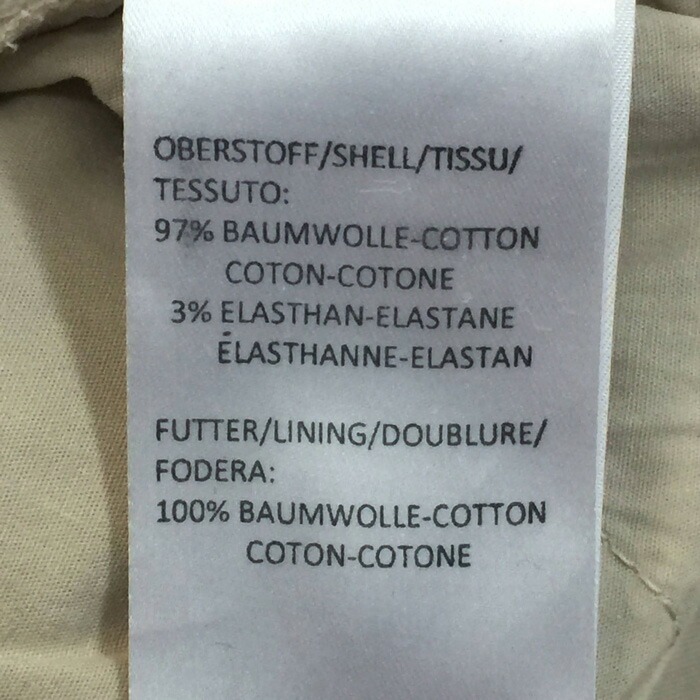 OBERSTOFF/SHELL/TISSU/
TESSUTO:
97% BAUMWOLLE-COTTON
COTON-COTONE
3% ELASTHAN-ELASTANE
ÉLASTHANNE-ELASTAN
FUTTER/LINING/DOUBLURE/
FODERA:
100% BAUMWOLLE-COTTON
COTON-COTONE